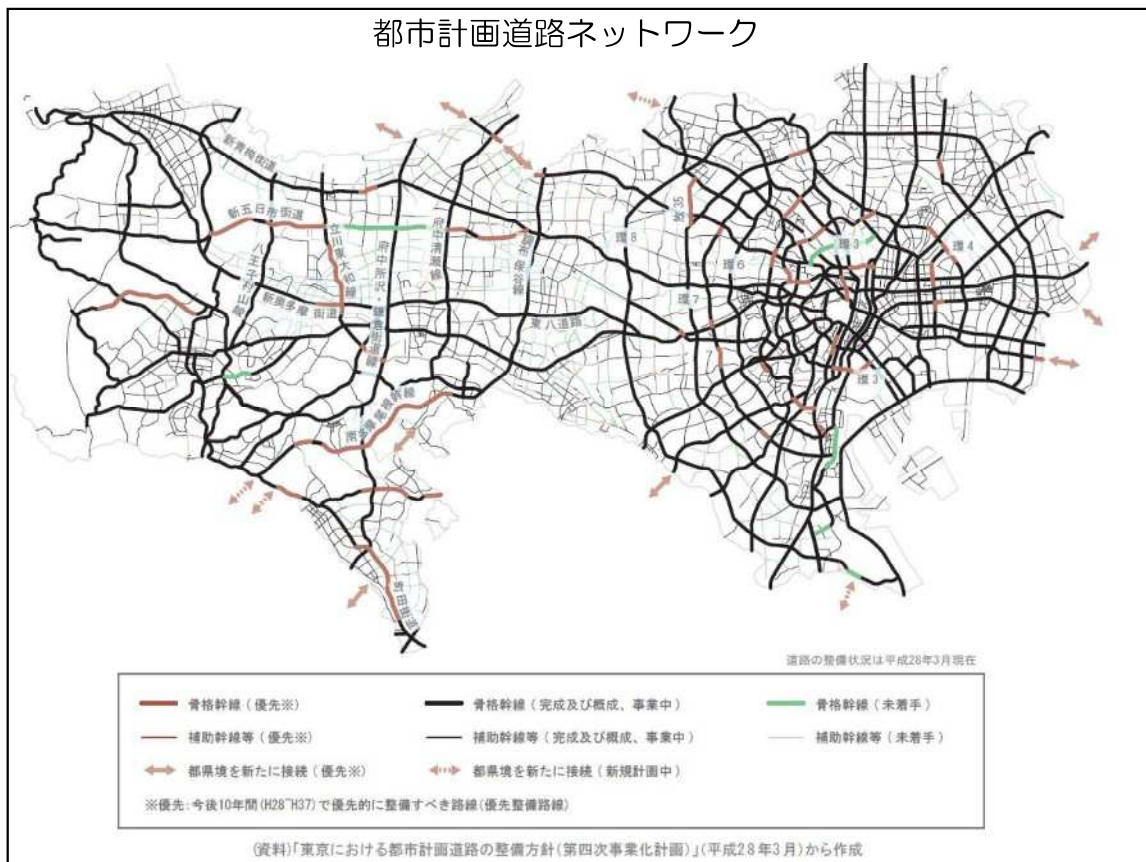 都市計画道路ネットワーク
新青梅街道
新五日市街道
立川東大和線
府中所沢・鎌倉街道線
府中清瀬線
調布保谷線
八王子村山線
新奥多摩街道
東八道路
南多摩尾根幹線
町田街道
環8
環6
環7
環3
環4
環3
道路の整備状況は平成28年3月現在
骨格幹線(優先※)
骨格幹線(完成及び概成、事業中)
骨格幹線(未着手)
補助幹線等(優先※)
補助幹線等(完成及び概成、事業中)
補助幹線等(未着手)
都県境を新たに接続(優先※)
都県境を新たに接続(新規計画中)
※優先:今後10年間(H28~H37)で優先的に整備すべき路線(優先整備路線)
(資料)「東京における都市計画道路の整備方針(第四次事業化計画)」(平成28年3月)から作成